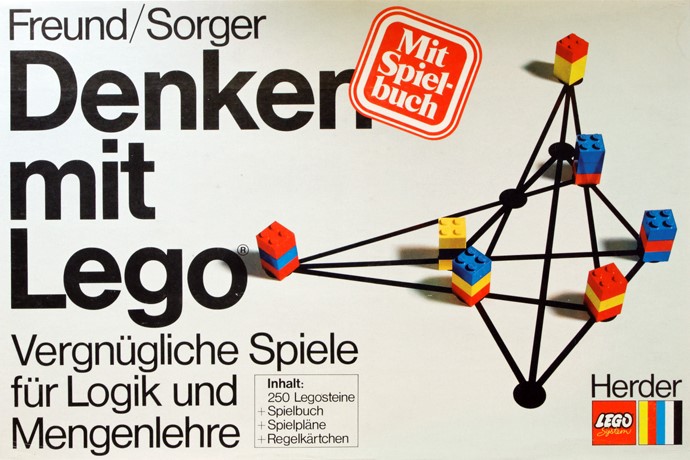 Freund/Sorger
Denken
mit
Lego®
Mit
Spiel-
buch
Vergnügliche Spiele
für Logik und
Mengenlehre
Inhalt:
250 Legosteine
+ Spielbuch
+ Spielpläne
+ Regelkärtchen
Herder
LEGO
System